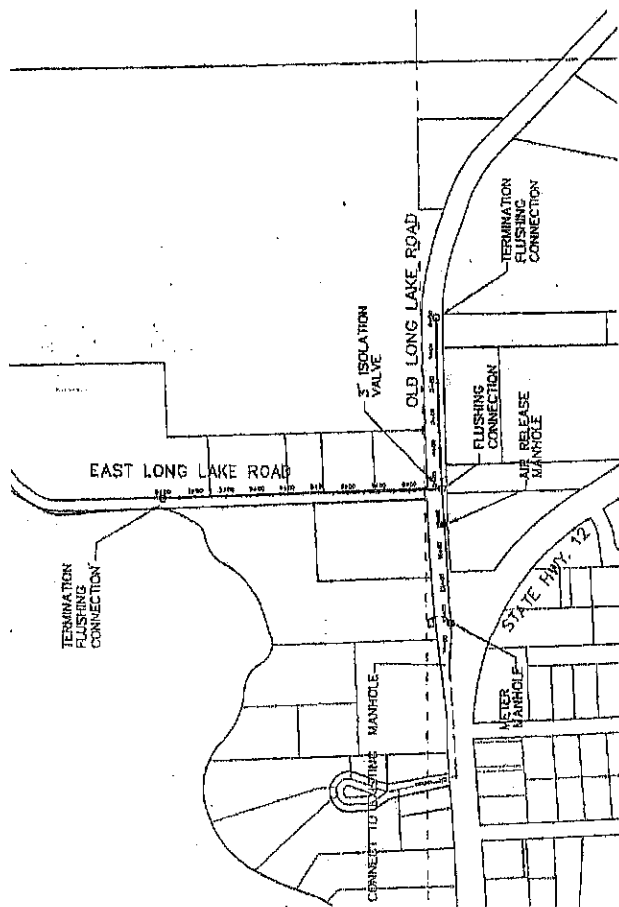 TERMINATION
FLUSHING
CONNECTION
EAST LONG LAKE ROAD
3" ISOLATION
VALVE
OLD LONG LAKE ROAD
TERMINATION
FLUSHING
CONNECTION
FLUSHING
CONNECTION
AIR RELEASE
MANHOLE
STATE HWY. 12
METER
MANHOLE
CONNECT TO EXISTING MANHOLE